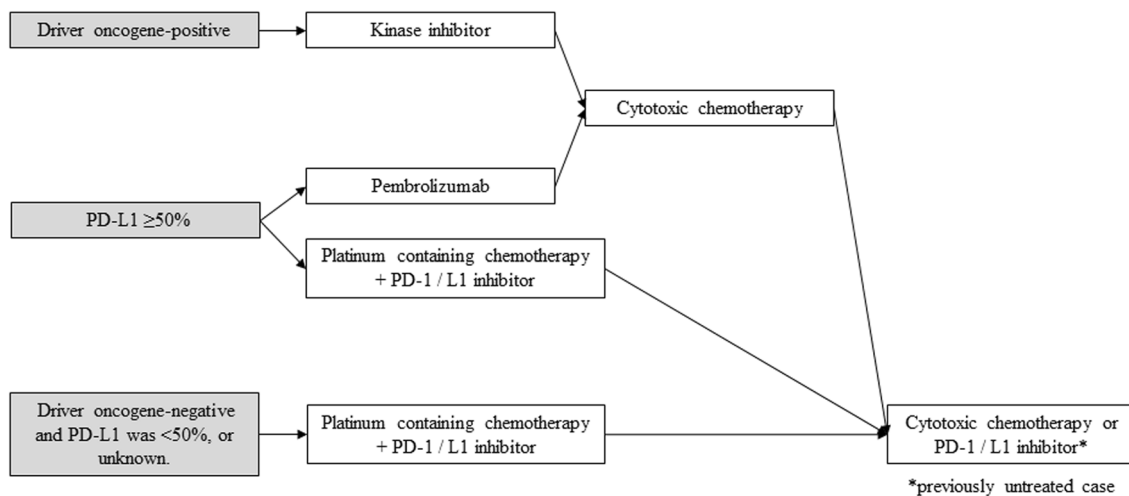 Driver oncogene-positive
Kinase inhibitor
Cytotoxic chemotherapy
Pembrolizumab
PD-L1 ≥50%
Platinum containing chemotherapy
+ PD-1 / L1 inhibitor
Driver oncogene-negative
and PD-L1 was <50%, or
unknown.
Platinum containing chemotherapy
+ PD-1 / L1 inhibitor
Cytotoxic chemotherapy or
PD-1 / L1 inhibitor*
*previously untreated case